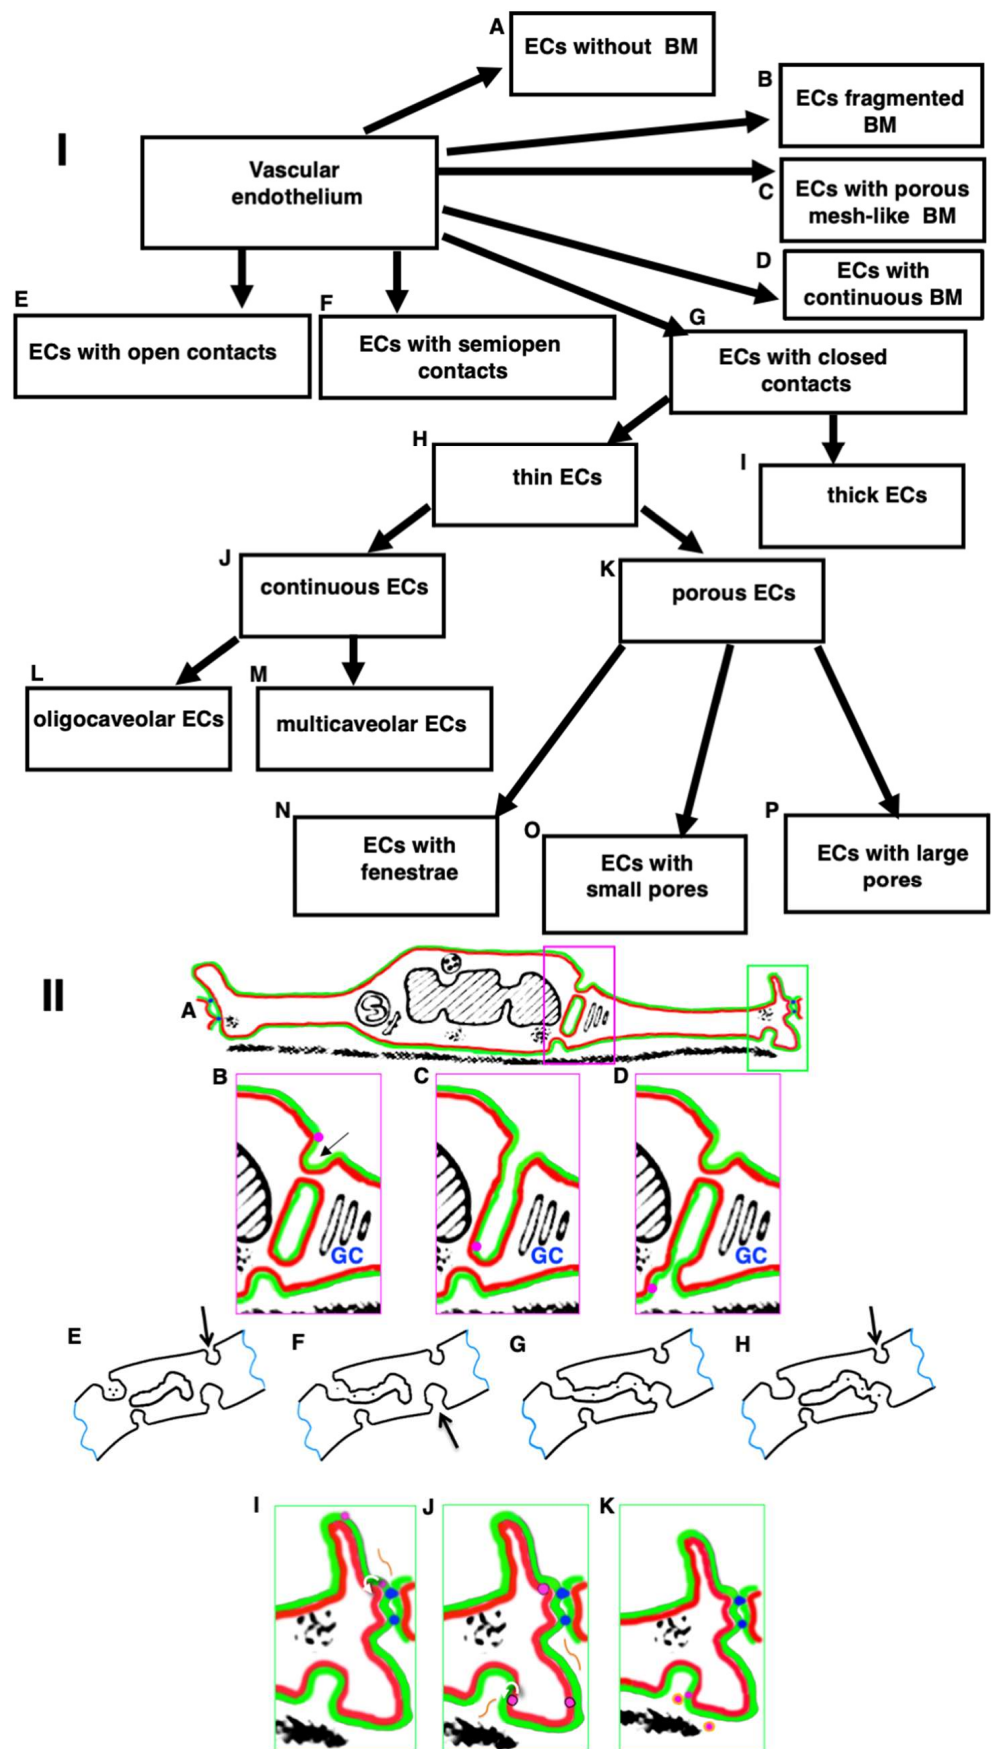 A
ECs without BM
B
ECs fragmented
BM
I
Vascular
endothelium
C
ECs with porous
mesh-like BM
D
ECs with
continuous BM
E
ECs with open contacts
F
ECs with semiopen
contacts
G
ECs with closed
contacts
H
thin ECs
I
thick ECs
J
continuous ECs
K
porous ECs
L
oligocaveolar ECs
M
multicaveolar ECs
N
ECs with
fenestrae
O
ECs with
small pores
P
ECs with large
pores
II
A
B
C
D
GC
GC
GC
E
F
G
H
I
J
K